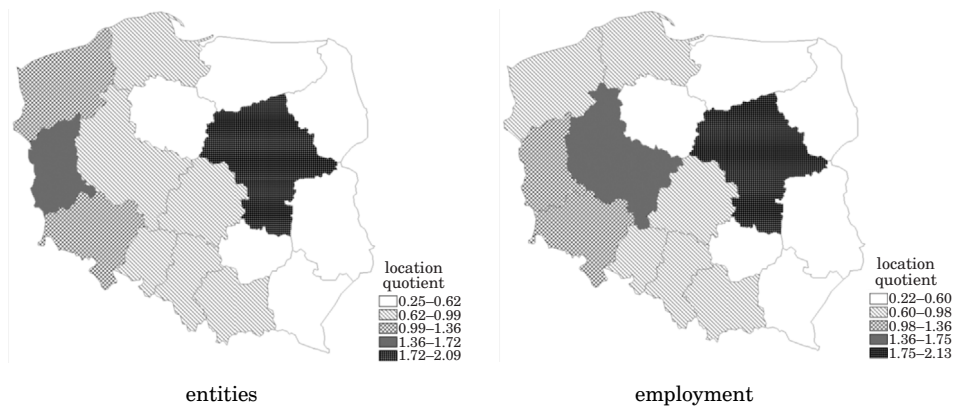 location
quotient
0.25–0.62
0.62–0.99
0.99–1.36
1.36–1.72
1.72–2.09
entities
location
quotient
0.22–0.60
0.60–0.98
0.98–1.36
1.36–1.75
1.75–2.13
employment